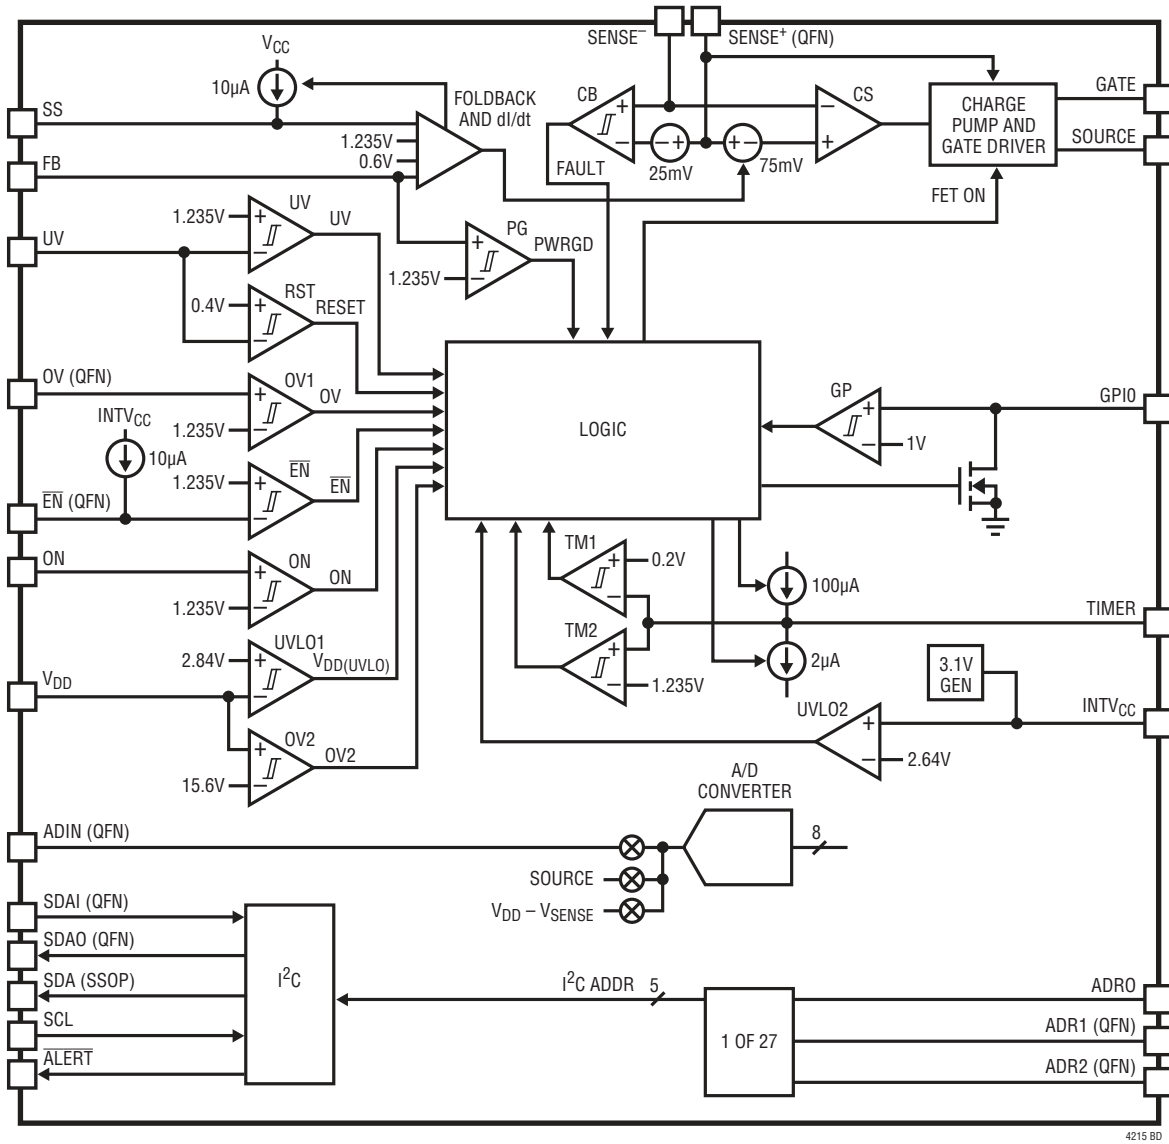 SENSE– SENSE+ (QFN)
VCC
10µA
SS
FOLDBACK
AND dI/dt
1.235V
0.6V
FB
CB
+
–
FAULT
– +
25mV
+ –
75mV
CS
–
+
CHARGE
PUMP AND
GATE DRIVER
GATE
SOURCE
FET ON
UV
1.235V
+
–
UV
UV
PG
+
–
PWRGD
1.235V
0.4V
+
–
RST
RESET
OV (QFN)
+
–
OV1
OV
1.235V
INTVCC
10µA
1.235V
+
–
EN
EN
EN (QFN)
LOGIC
GP
+
–
1V
GPI0
ON
+
–
ON
ON
1.235V
TM1
+
–
0.2V
100µA
TIMER
TM2
+
–
1.235V
2µA
VDD
2.84V
+
–
UVLO1
VDD(UVLO)
3.1V
GEN
INTVCC
UVLO2
+
–
2.64V
+
–
OV2
OV2
15.6V
A/D
CONVERTER
8
ADIN (QFN)
SOURCE
VDD – VSENSE
SDAI (QFN)
SDAO (QFN)
SDA (SSOP)
SCL
ALERT
I2C
I2C ADDR 5
1 OF 27
ADRO
ADR1 (QFN)
ADR2 (QFN)
4215 BD